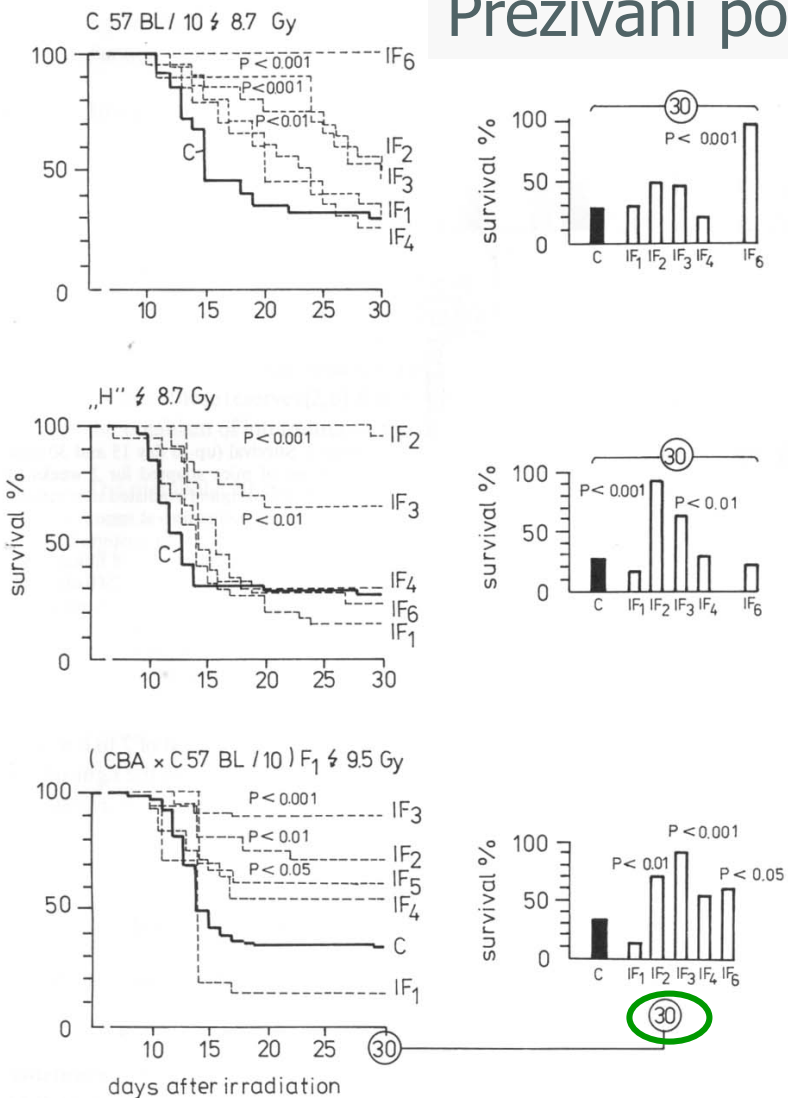 Přežívání po
C 57 BL / 10 ↯ 8.7 Gy
100
50
0
10 15 20 25 30
P < 0.001
P<0.001
P<0.01
C
IF6
IF2
IF3
IF1
IF4
30
survival %
100
50
0
P < 0.001
C IF1 IF2 IF3 IF4 IF6
„H“ ↯ 8.7 Gy
survival %
100
50
0
10 15 20 25 30
P < 0.001
P < 0.01
C
IF2
IF3
IF4
IF6
IF1
30
survival %
100
50
0
P < 0.001
P < 0.01
C IF1 IF2 IF3 IF4 IF6
( CBA × C 57 BL / 10 ) F1 ↯ 9.5 Gy
100
50
0
10 15 20 25 30
P < 0.001
P < 0.01
P < 0.05
IF3
IF2
IF5
IF4
C
IF1
days after irradiation
survival %
100
50
0
P < 0.001
P < 0.01
P < 0.05
C IF1 IF2 IF3 IF4 IF6
30